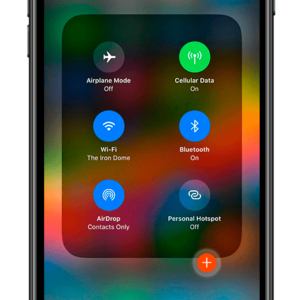 Airplane Mode
Off
Cellular Data
On
Wi-Fi
The Iron Dome
Bluetooth
On
AirDrop
Contacts Only
Personal Hotspot
Off